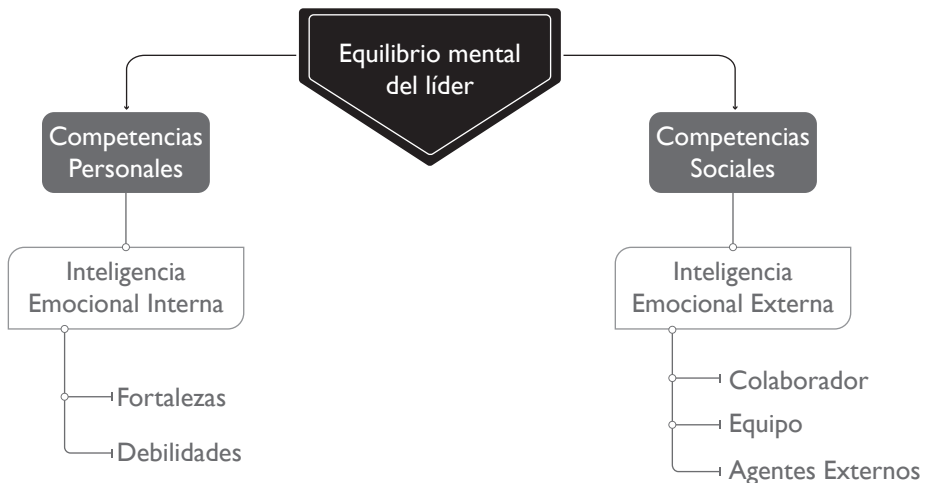 Equilibrio mental
del líder
Competencias
Personales
Inteligencia
Emocional Interna
Fortalezas
Debilidades
Competencias
Sociales
Inteligencia
Emocional Externa
Colaborador
Equipo
Agentes Externos